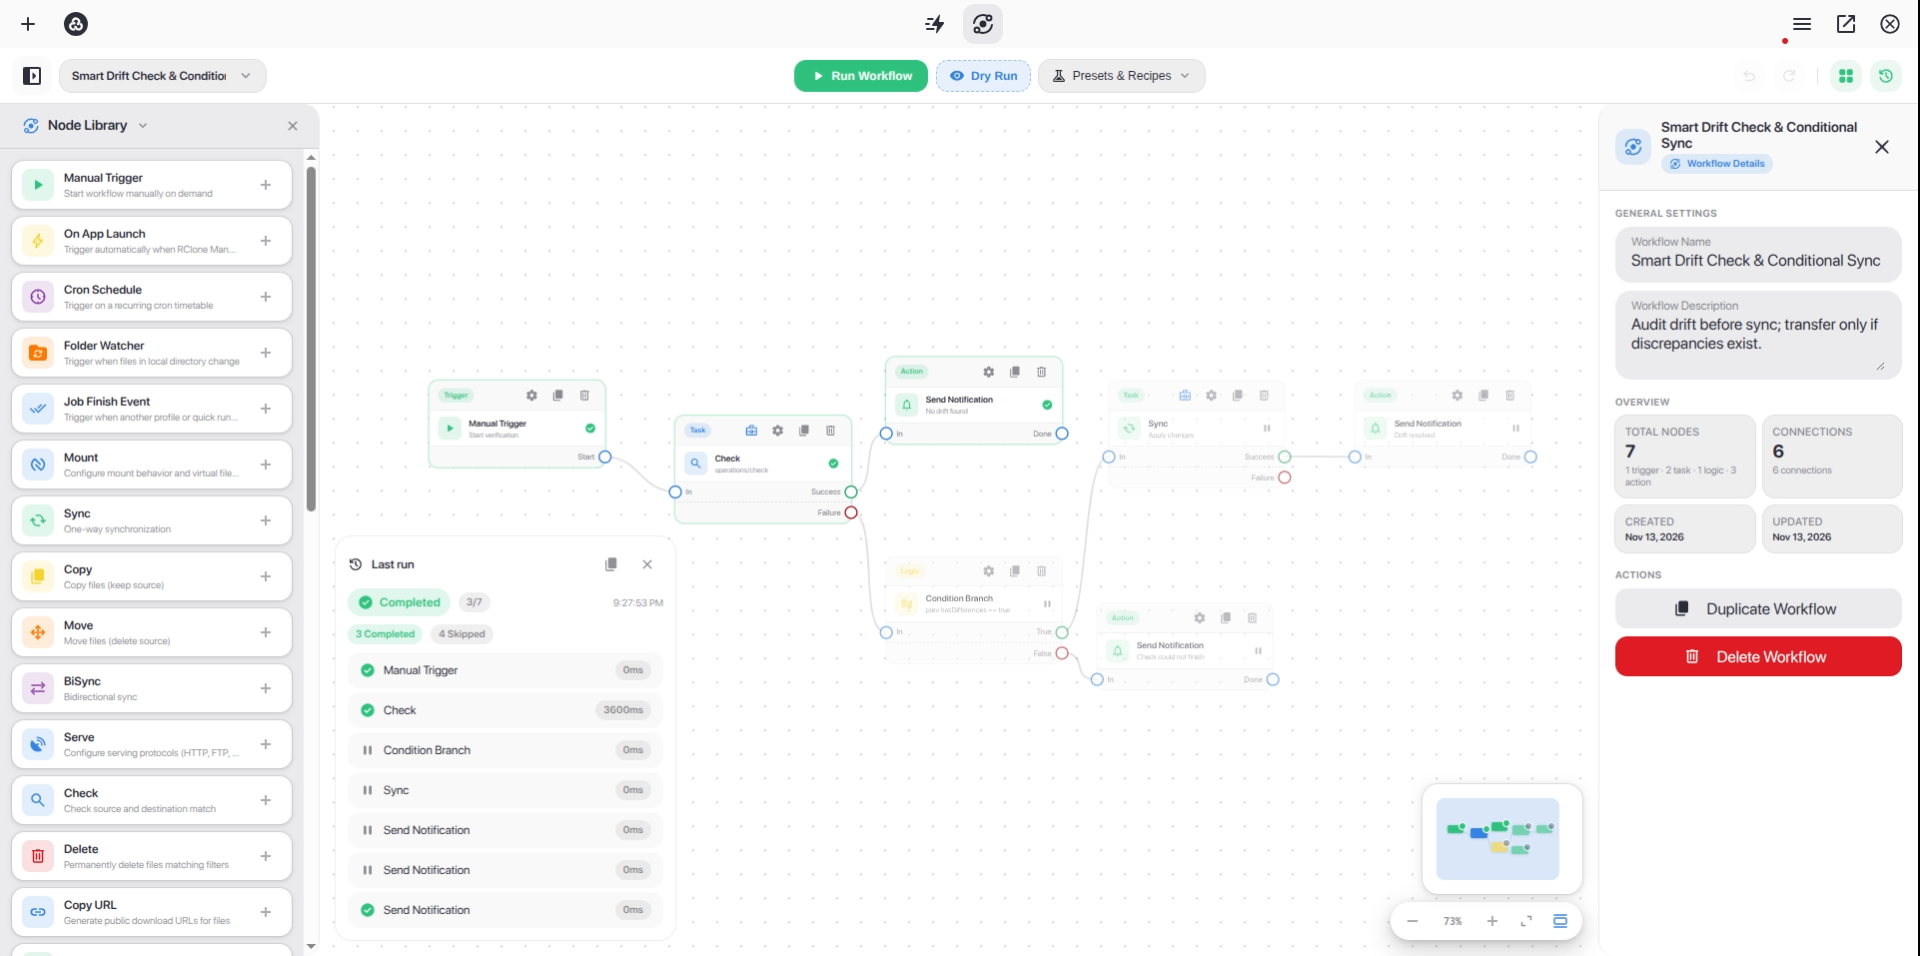 Smart Drift Check & Conditio
Run Workflow
Dry Run
Presets & Recipes
Node Library
Manual Trigger
Start workflow manually on demand
On App Launch
Trigger automatically when RClone Man...
Cron Schedule
Trigger on a recurring cron timetable
Folder Watcher
Trigger when files in local directory change
Job Finish Event
Trigger when another profile or quick run...
Mount
Configure mount behavior and virtual file...
Sync
One-way synchronization
Copy
Copy files (keep source)
Move
Move files (delete source)
BiSync
Bidirectional sync
Serve
Configure serving protocols (HTTP, FTP, ...
Check
Check source and destination match
Delete
Permanently delete files matching filters
Copy URL
Generate public download URLs for files
Trigger
Manual Trigger
Start verification
Start
Task
Check
operations/check
In
Success
Failure
Action
Send Notification
No drift found
In
Done
Logic
Condition Branch
prev.hasDifferences == true
In
True
False
Task
Sync
Apply changes
In
Success
Failure
Action
Send Notification
Drift resolved
In
Done
Action
Send Notification
Check could not finish
In
Done
Last run
Completed
3/7
9:27:53 PM
3 Completed
4 Skipped
Manual Trigger
0ms
Check
3600ms
Condition Branch
0ms
Sync
0ms
Send Notification
0ms
Send Notification
0ms
Send Notification
0ms
73%
Smart Drift Check & Conditional
Sync
Workflow Details
GENERAL SETTINGS
Workflow Name
Smart Drift Check & Conditional Sync
Workflow Description
Audit drift before sync; transfer only if
discrepancies exist.
OVERVIEW
TOTAL NODES
7
1 trigger · 2 task · 1 logic · 3
action
CONNECTIONS
6
6 connections
CREATED
Nov 13, 2026
UPDATED
Nov 13, 2026
ACTIONS
Duplicate Workflow
Delete Workflow